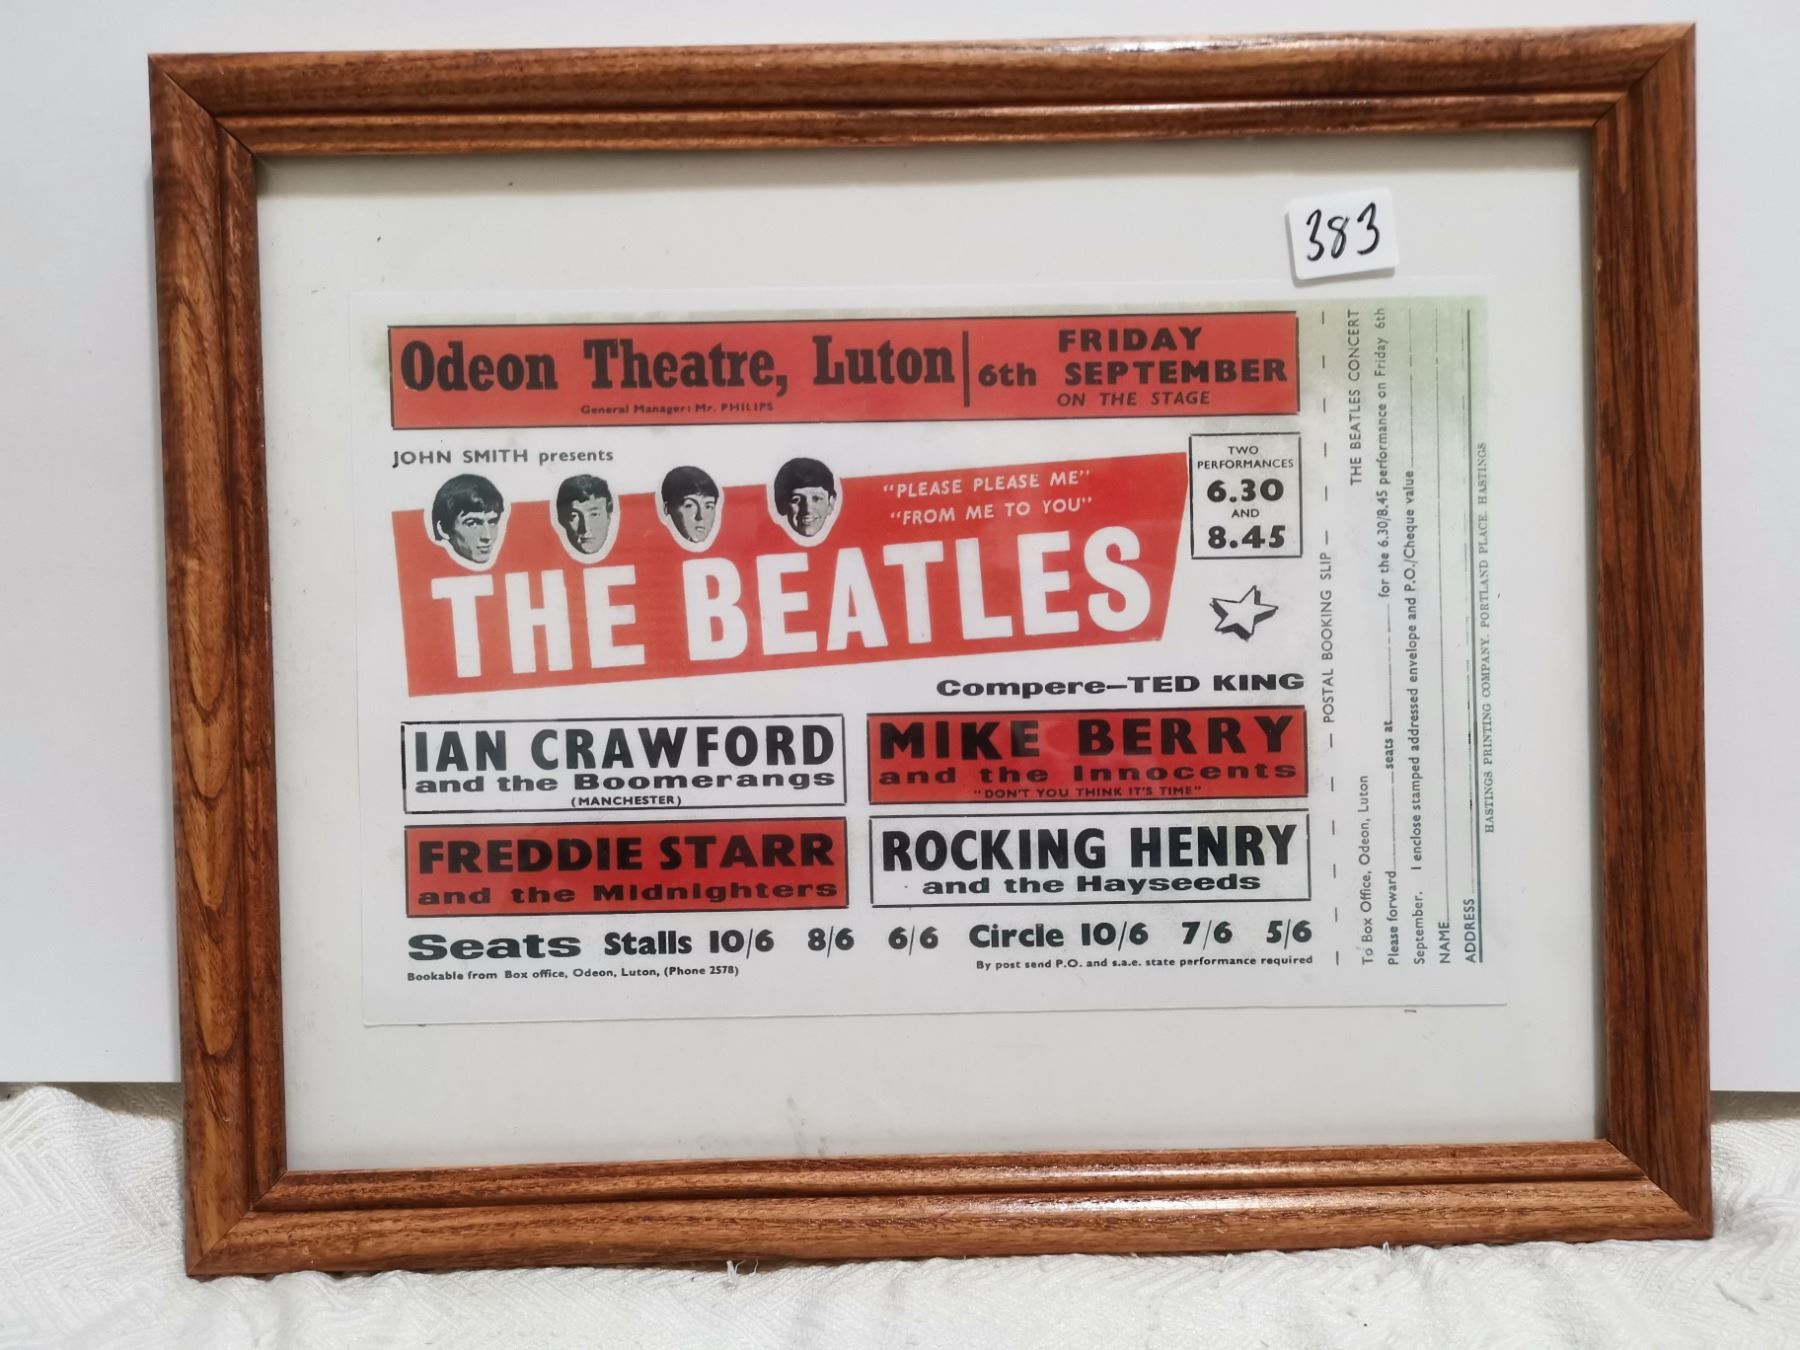 383
Odeon Theatre, Luton
General Manager: Mr. PHILIPS
6th FRIDAY SEPTEMBER
ON THE STAGE
JOHN SMITH presents
"PLEASE PLEASE ME"
"FROM ME TO YOU"
THE BEATLES
TWO
PERFORMANCES
6.30
AND
8.45
Compere—TED KING
IAN CRAWFORD
and the Boomerangs
(MANCHESTER)
MIKE BERRY
and the Innocents
"DON'T YOU THINK IT'S TIME"
FREDDIE STARR
and the Midnighters
ROCKING HENRY
and the Hayseeds
Seats Stalls 10/6 8/6 6/6 Circle 10/6 7/6 5/6
Bookable from Box office, Odeon, Luton, (Phone 2578)
By post send P.O. and s.a.e. state performance required
POSTAL BOOKING SLIP
THE BEATLES CONCERT
To Box Office, Odeon, Luton
Please forward seats at for the 6.30/8.45 performance on Friday 6th
September. I enclose stamped addressed envelope and P.O./Cheque value
NAME
ADDRESS
HASTINGS PRINTING COMPANY, PORTLAND PLACE, HASTINGS